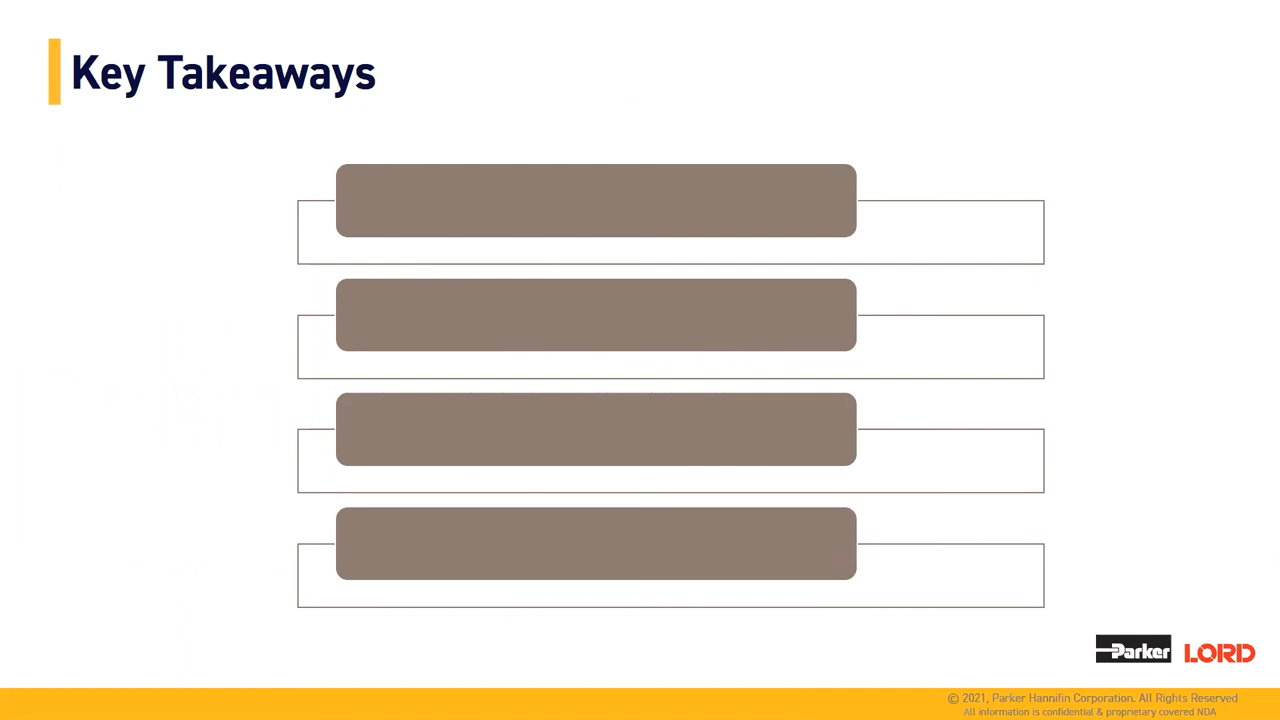 Key Takeaways
Parker LORD
© 2021, Parker Hannifin Corporation. All Rights Reserved
All information is confidential & proprietary covered NDA